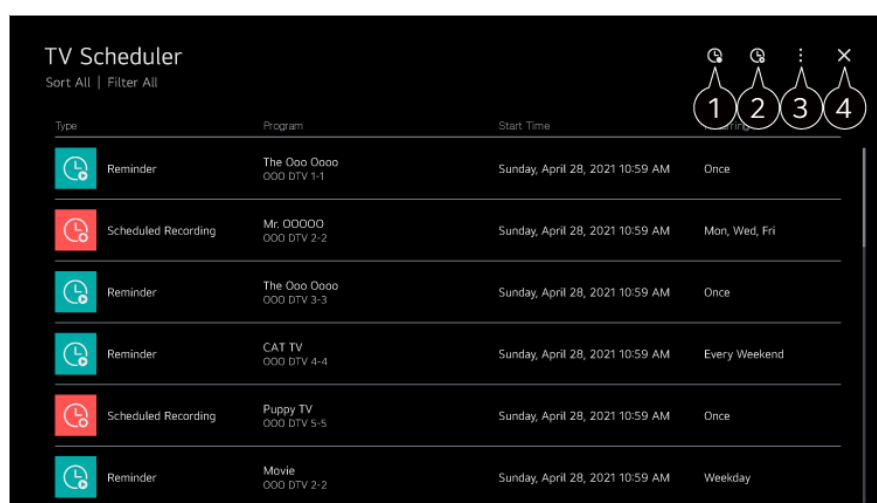 TV Scheduler
Sort All | Filter All
1 2 3 4
Type Program Start Time
Reminder The Ooo Oooo Sunday, April 28, 2021 10:59 AM Once
OOO DTV 1-1
Scheduled Recording Mr. OOOOO Sunday, April 28, 2021 10:59 AM Mon, Wed, Fri
OOO DTV 2-2
Reminder The Ooo Oooo Sunday, April 28, 2021 10:59 AM Once
OOO DTV 3-3
Reminder CAT TV Sunday, April 28, 2021 10:59 AM Every Weekend
OOO DTV 4-4
Scheduled Recording Puppy TV Sunday, April 28, 2021 10:59 AM Once
OOO DTV 5-5
Reminder Movie Sunday, April 28, 2021 10:59 AM Weekday
OOO DTV 2-2